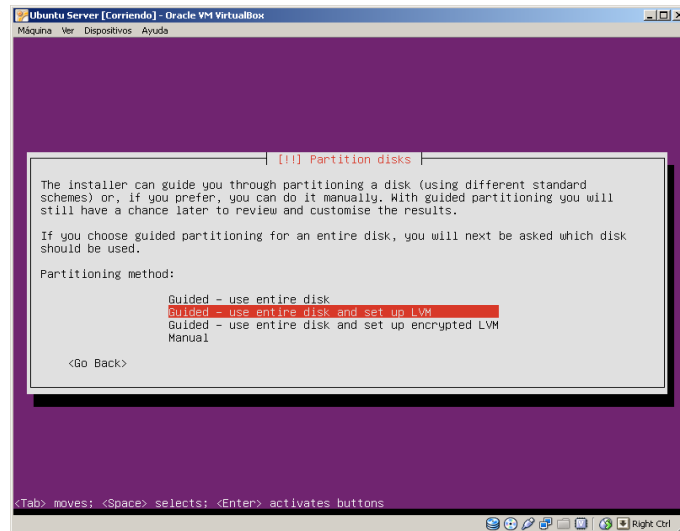 Ubuntu Server [Corriendo] - Oracle VM VirtualBox
Máquina Ver Dispositivos Ayuda
[!!] Partition disks
The installer can guide you through partitioning a disk (using different standard
schemes) or, if you prefer, you can do it manually. With guided partitioning you will
still have a chance later to review and customise the results.
If you choose guided partitioning for an entire disk, you will next be asked which disk
should be used.
Partitioning method:
Guided - use entire disk
Guided - use entire disk and set up LVM
Guided - use entire disk and set up encrypted LVM
Manual
<Go Back>
<Tab> moves; <Space> selects; <Enter> activates buttons
Right Ctrl